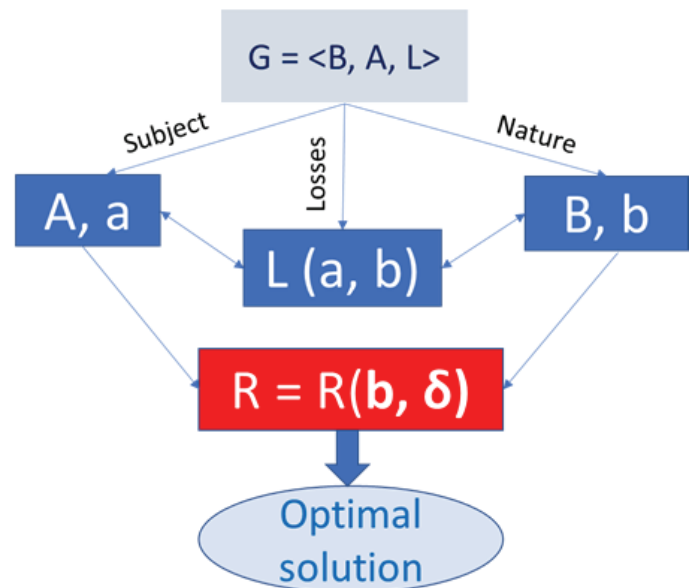 G = <B, A, L>
Subject
Losses
Nature
A, a
L (a, b)
B, b
R = R(b, δ)
Optimal
solution